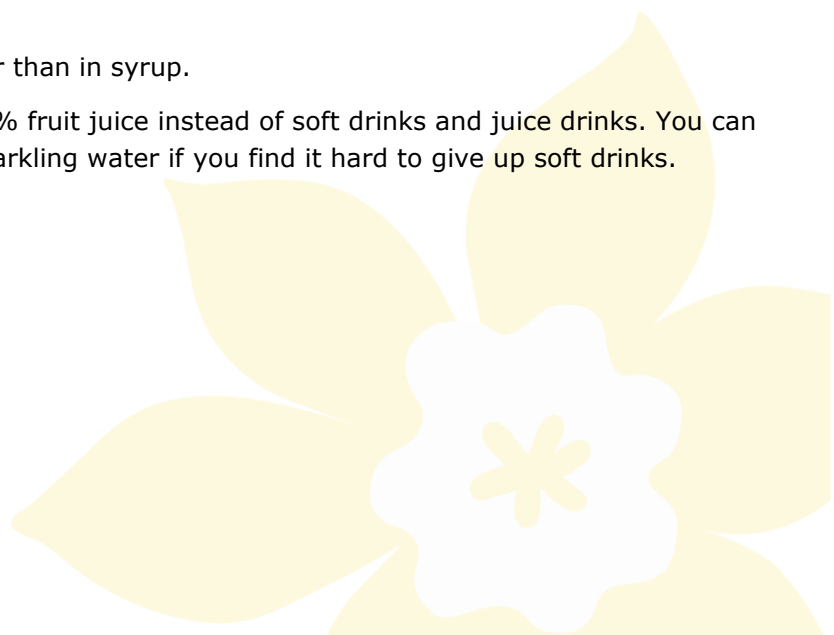 than in syrup.
% fruit juice instead of soft drinks and juice drinks. You can
water if you find it hard to give up soft drinks.